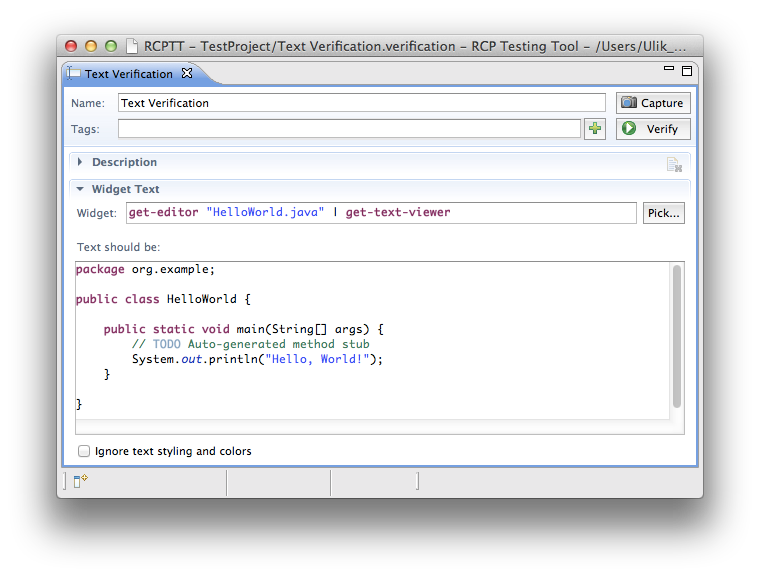 RCPTT – TestProject/Text Verification.verification – RCP Testing Tool – /Users/Ulik_...
Text Verification
Name: Text Verification Capture
Tags: Verify
Description
Widget Text
Widget: get-editor "HelloWorld.java" | get-text-viewer Pick...
Text should be:
package org.example;
public class HelloWorld {
public static void main(String[] args) {
// TODO Auto-generated method stub
System.out.println("Hello, World!");
}
}
Ignore text styling and colors